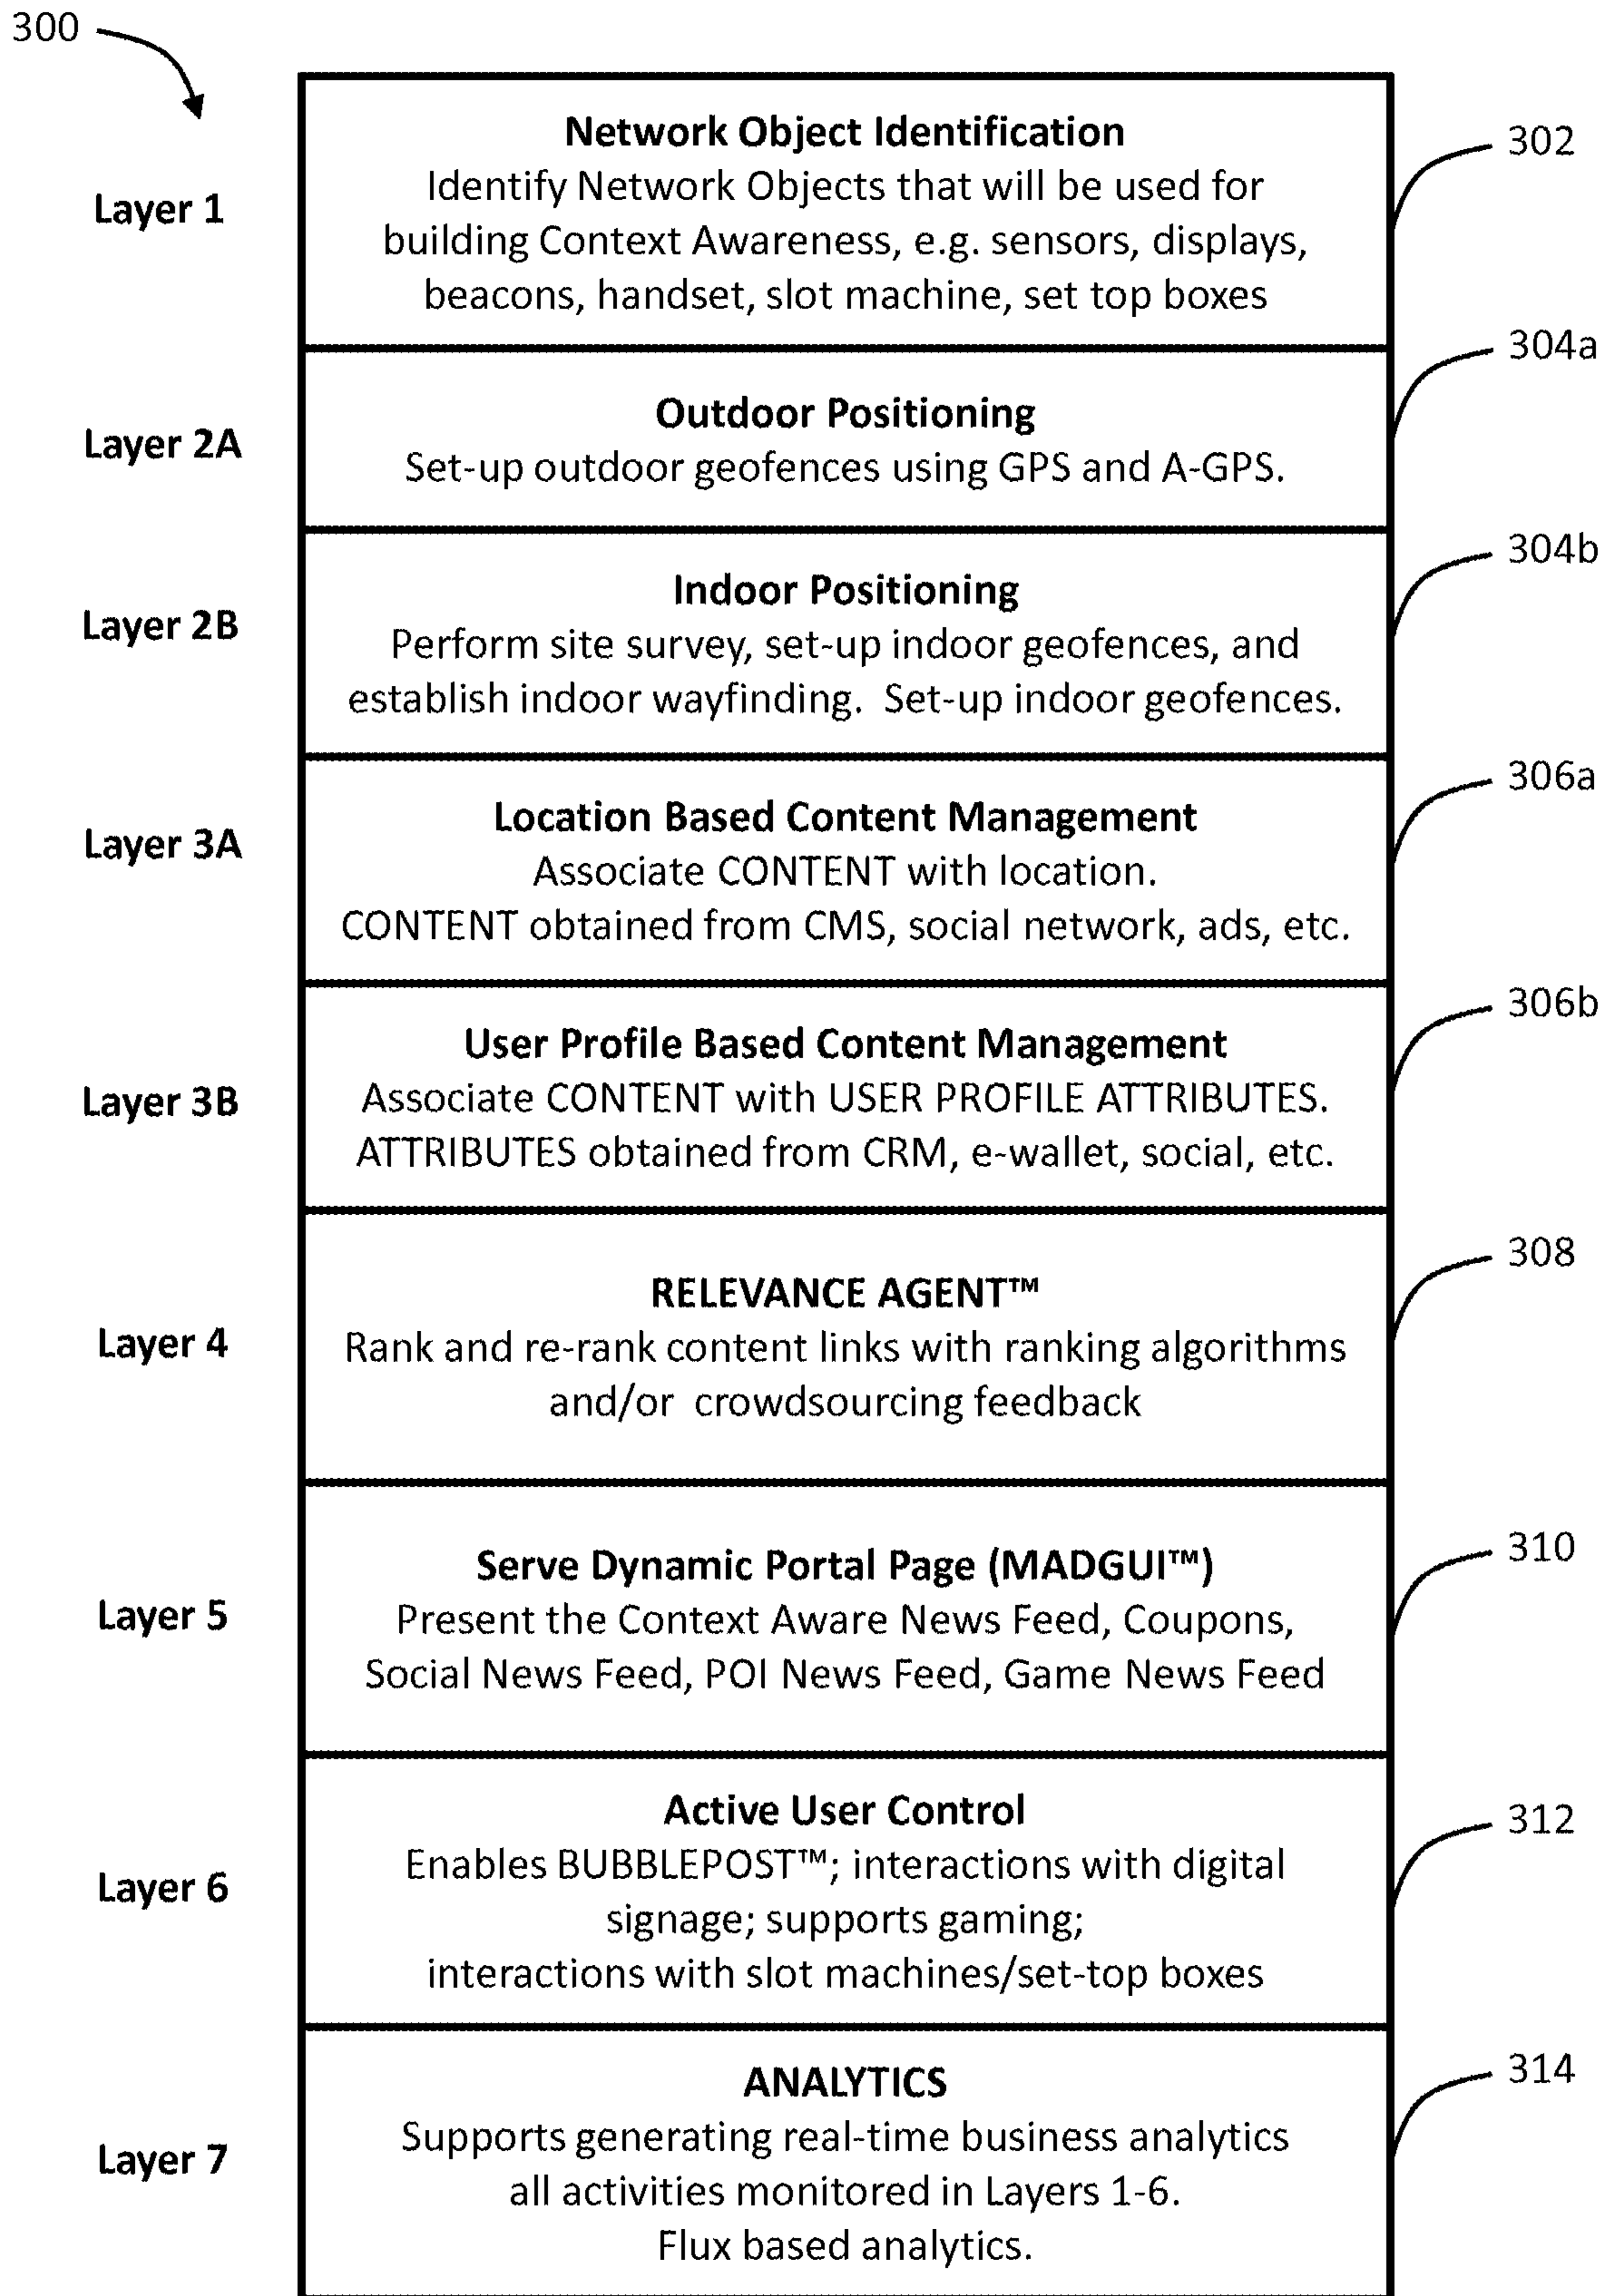 300
Network Object Identification
302
Layer 1
Identify Network Objects that will be used for
building Context Awareness, e.g. sensors, displays,
beacons, handset, slot machine, set top boxes
304a
Layer 2A
Outdoor Positioning
Set-up outdoor geofences using GPS and A-GPS.
304b
Layer 2B
Indoor Positioning
Perform site survey, set-up indoor geofences, and
establish indoor wayfinding. Set-up indoor geofences.
306a
Layer 3A
Location Based Content Management
Associate CONTENT with location.
CONTENT obtained from CMS, social network, ads, etc.
306b
Layer 3B
User Profile Based Content Management
Associate CONTENT with USER PROFILE ATTRIBUTES.
ATTRIBUTES obtained from CRM, e-wallet, social, etc.
308
Layer 4
RELEVANCE AGENT™
Rank and re-rank content links with ranking algorithms
and/or crowdsourcing feedback
310
Layer 5
Serve Dynamic Portal Page (MADGUI™)
Present the Context Aware News Feed, Coupons,
Social News Feed, POI News Feed, Game News Feed
312
Layer 6
Active User Control
Enables BUBBLEPOST™; interactions with digital
signage; supports gaming;
interactions with slot machines/set-top boxes
314
Layer 7
ANALYTICS
Supports generating real-time business analytics
all activities monitored in Layers 1-6.
Flux based analytics.